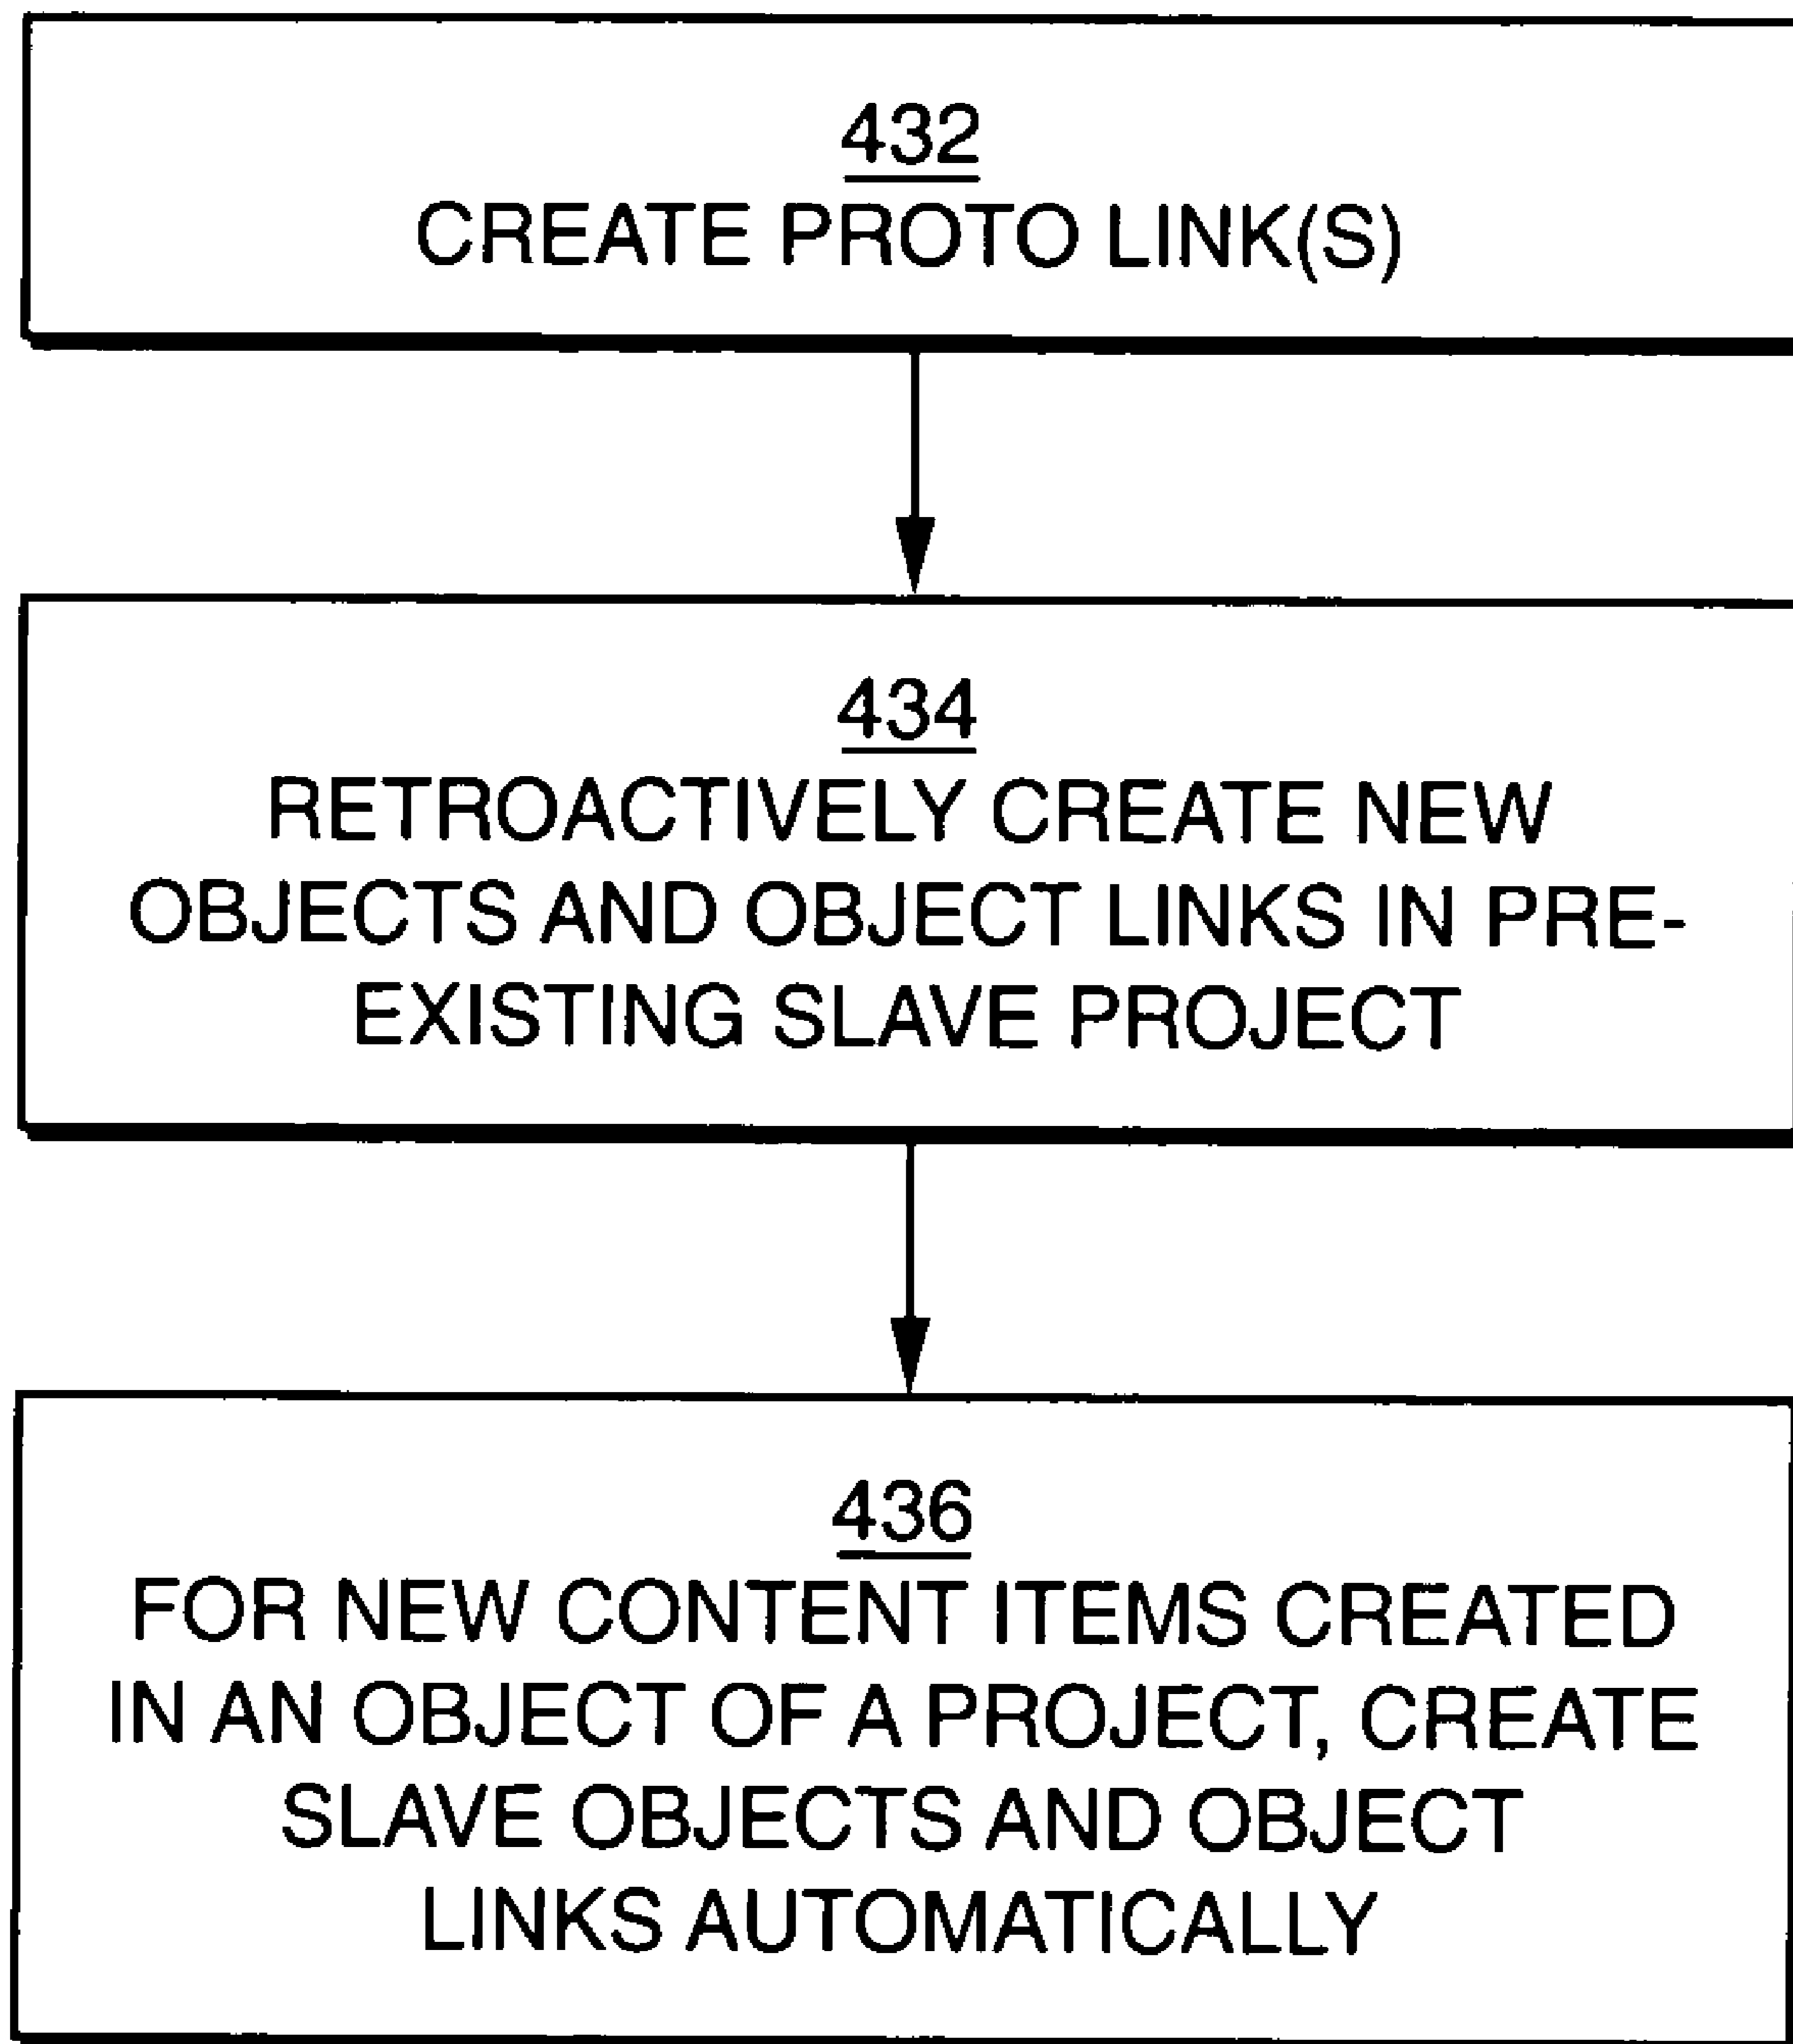 432
CREATE PROTO LINK(S)
434
RETROACTIVELY CREATE NEW
OBJECTS AND OBJECT LINKS IN PRE-
EXISTING SLAVE PROJECT
436
FOR NEW CONTENT ITEMS CREATED
IN AN OBJECT OF A PROJECT, CREATE
SLAVE OBJECTS AND OBJECT
LINKS AUTOMATICALLY